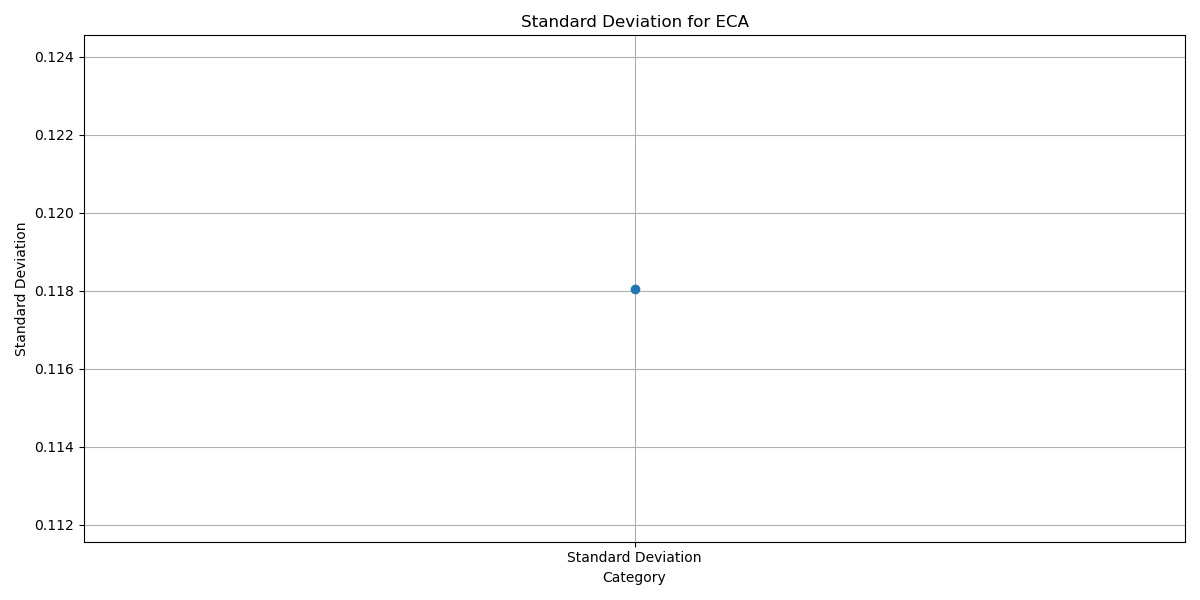 Standard Deviation for ECA
Standard Deviation
0.124
0.122
0.120
0.118
0.116
0.114
0.112
Standard Deviation
Category